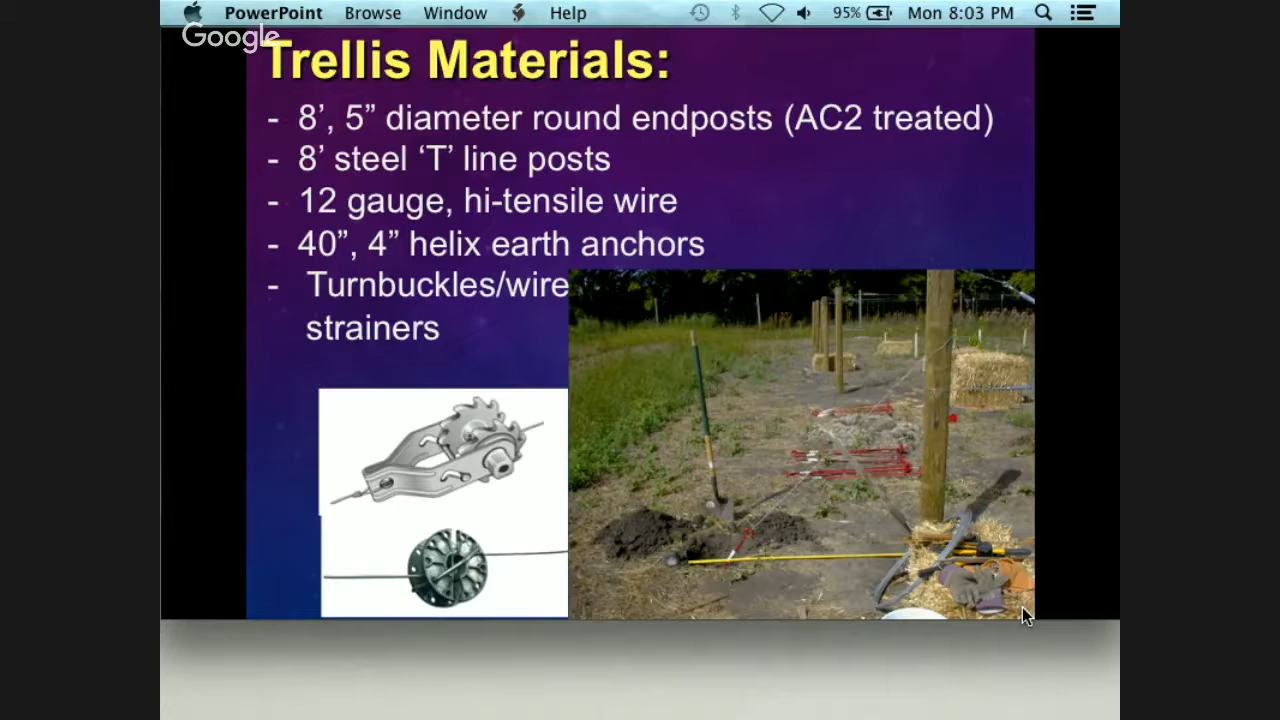 PowerPoint Browse Window Help 95% Mon 8:03 PM
Google
Trellis Materials:
- 8’, 5” diameter round endposts (AC2 treated)
- 8’ steel ‘T’ line posts
- 12 gauge, hi-tensile wire
- 40”, 4” helix earth anchors
- Turnbuckles/wire
strainers